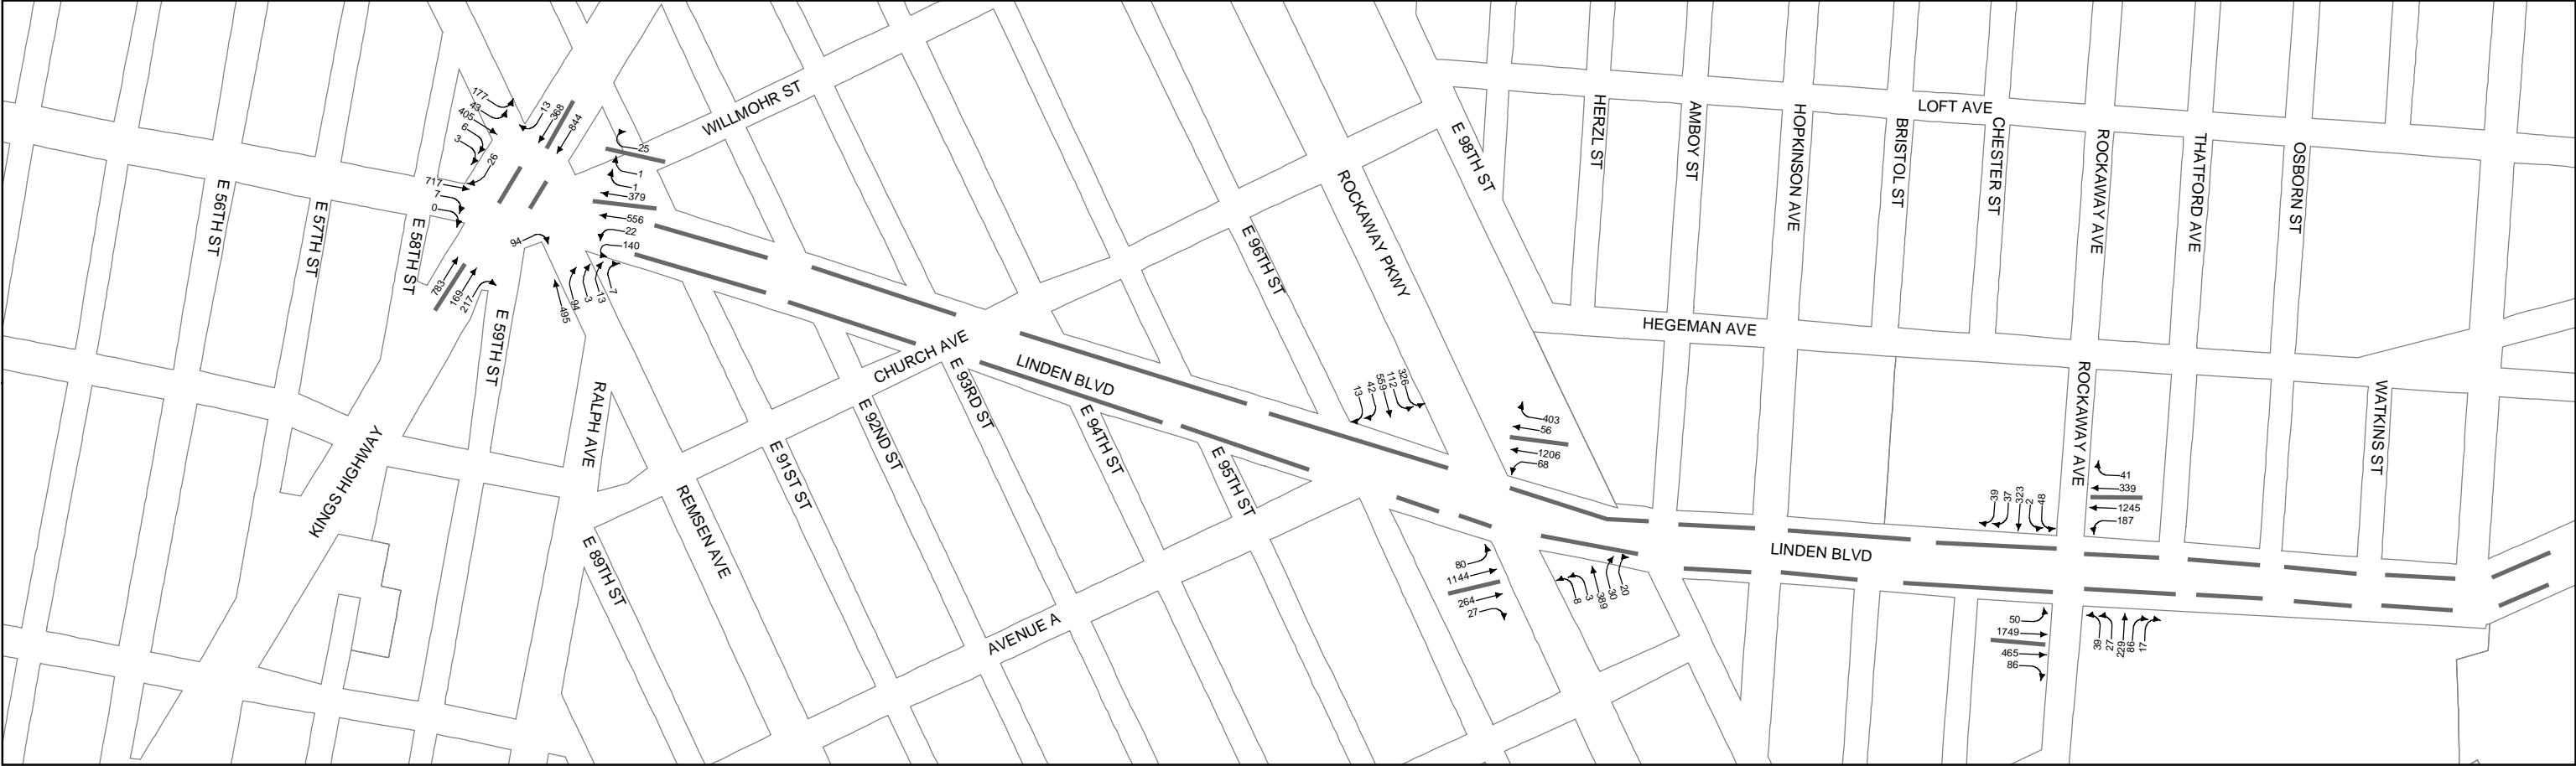 177
43
405
6
3
26
717
7
0
13
368
844
25
1
1
379
556
22
140
94
783
169
217
495
94
3
13
7
WILLMOHR ST
E 56TH ST
E 57TH ST
E 58TH ST
E 59TH ST
KINGS HIGHWAY
RALPH AVE
REMSEN AVE
E 89TH ST
E 91ST ST
E 92ND ST
CHURCH AVE
E 93RD ST
LINDEN BLVD
E 94TH ST
E 95TH ST
AVENUE A
E 96TH ST
ROCKAWAY PKWY
E 98TH ST
13
42
559
112
326
403
56
1206
68
80
1144
264
27
8
3
389
30
20
HERZL ST
AMBOY ST
HOPKINSON AVE
BRISTOL ST
LOFT AVE
CHESTER ST
ROCKAWAY AVE
THATFORD AVE
OSBORN ST
HEGEMAN AVE
ROCKAWAY AVE
WATKINS ST
LINDEN BLVD
39
37
323
2
48
41
339
1245
187
50
1749
465
86
39
27
229
86
17